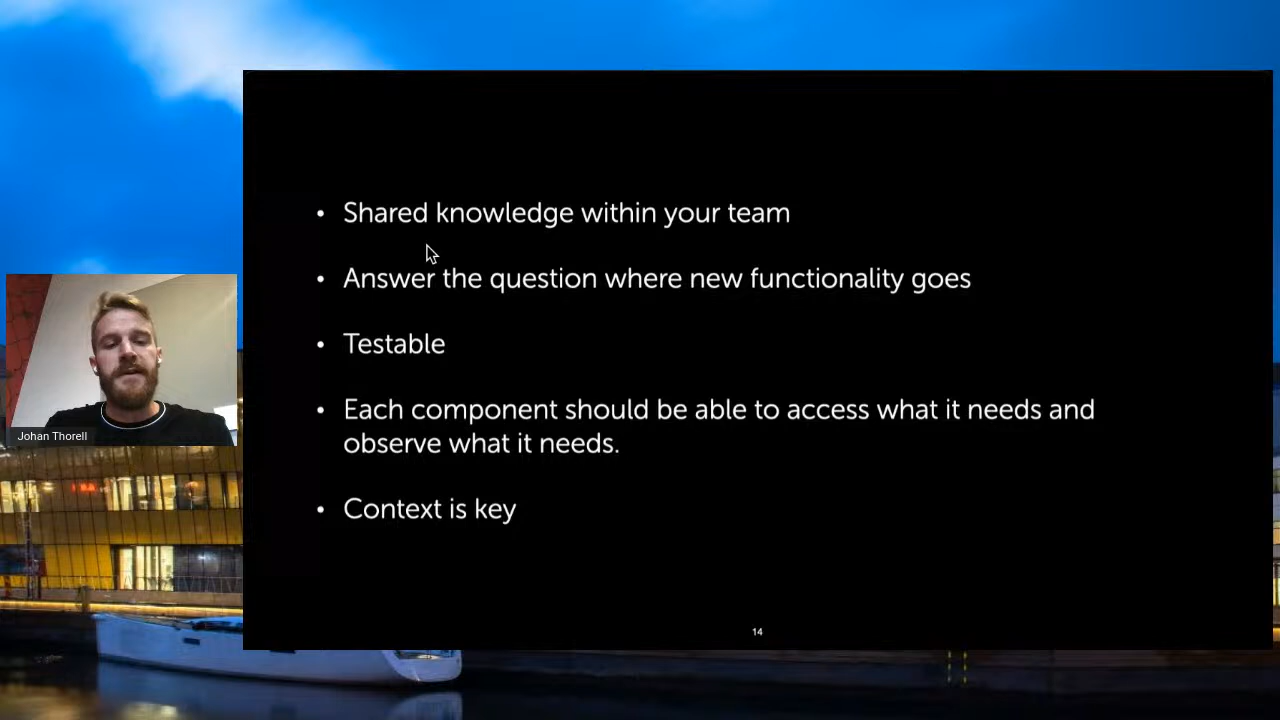 • Shared knowledge within your team
• Answer the question where new functionality goes
• Testable
• Each component should be able to access what it needs and
observe what it needs.
• Context is key
Johan Thorell
14